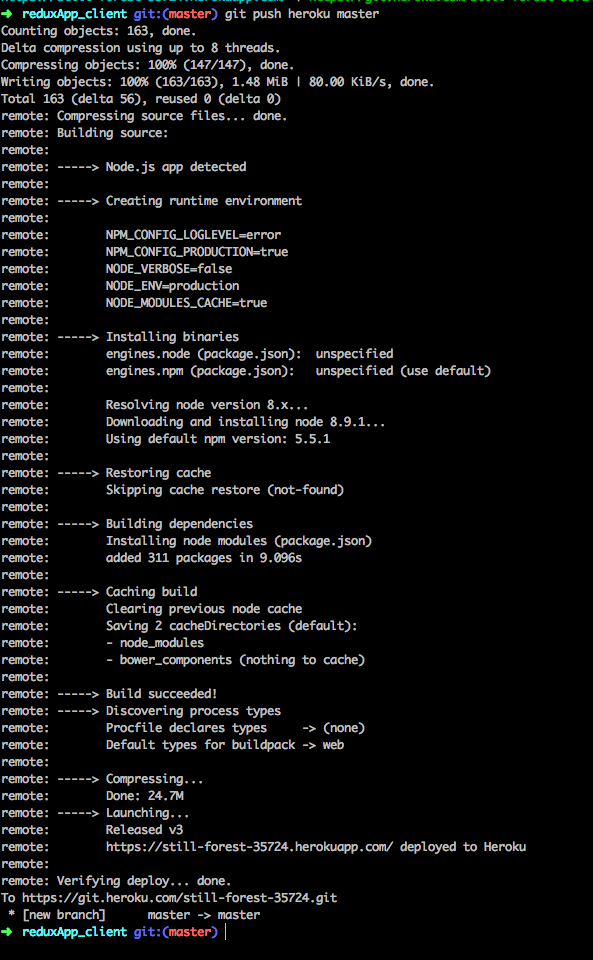 ➜ reduxApp_client git:(master) git push heroku master
Counting objects: 163, done.
Delta compression using up to 8 threads.
Compressing objects: 100% (147/147), done.
Writing objects: 100% (163/163), 1.48 MiB | 80.00 KiB/s, done.
Total 163 (delta 56), reused 0 (delta 0)
remote: Compressing source files... done.
remote: Building source:
remote:
remote: -----> Node.js app detected
remote:
remote: -----> Creating runtime environment
remote:
remote:        NPM_CONFIG_LOGLEVEL=error
remote:        NPM_CONFIG_PRODUCTION=true
remote:        NODE_VERBOSE=false
remote:        NODE_ENV=production
remote:        NODE_MODULES_CACHE=true
remote:
remote: -----> Installing binaries
remote:        engines.node (package.json):  unspecified
remote:        engines.npm (package.json):   unspecified (use default)
remote:
remote:        Resolving node version 8.x...
remote:        Downloading and installing node 8.9.1...
remote:        Using default npm version: 5.5.1
remote:
remote: -----> Restoring cache
remote:        Skipping cache restore (not-found)
remote:
remote: -----> Building dependencies
remote:        Installing node modules (package.json)
remote:        added 311 packages in 9.096s
remote:
remote: -----> Caching build
remote:        Clearing previous node cache
remote:        Saving 2 cacheDirectories (default):
remote:        - node_modules
remote:        - bower_components (nothing to cache)
remote:
remote: -----> Build succeeded!
remote: -----> Discovering process types
remote:        Procfile declares types     -> (none)
remote:        Default types for buildpack -> web
remote:
remote: -----> Compressing...
remote:        Done: 24.7M
remote: -----> Launching...
remote:        Released v3
remote:        https://still-forest-35724.herokuapp.com/ deployed to Heroku
remote:
remote: Verifying deploy... done.
To https://git.heroku.com/still-forest-35724.git
 * [new branch]      master -> master
➜ reduxApp_client git:(master)